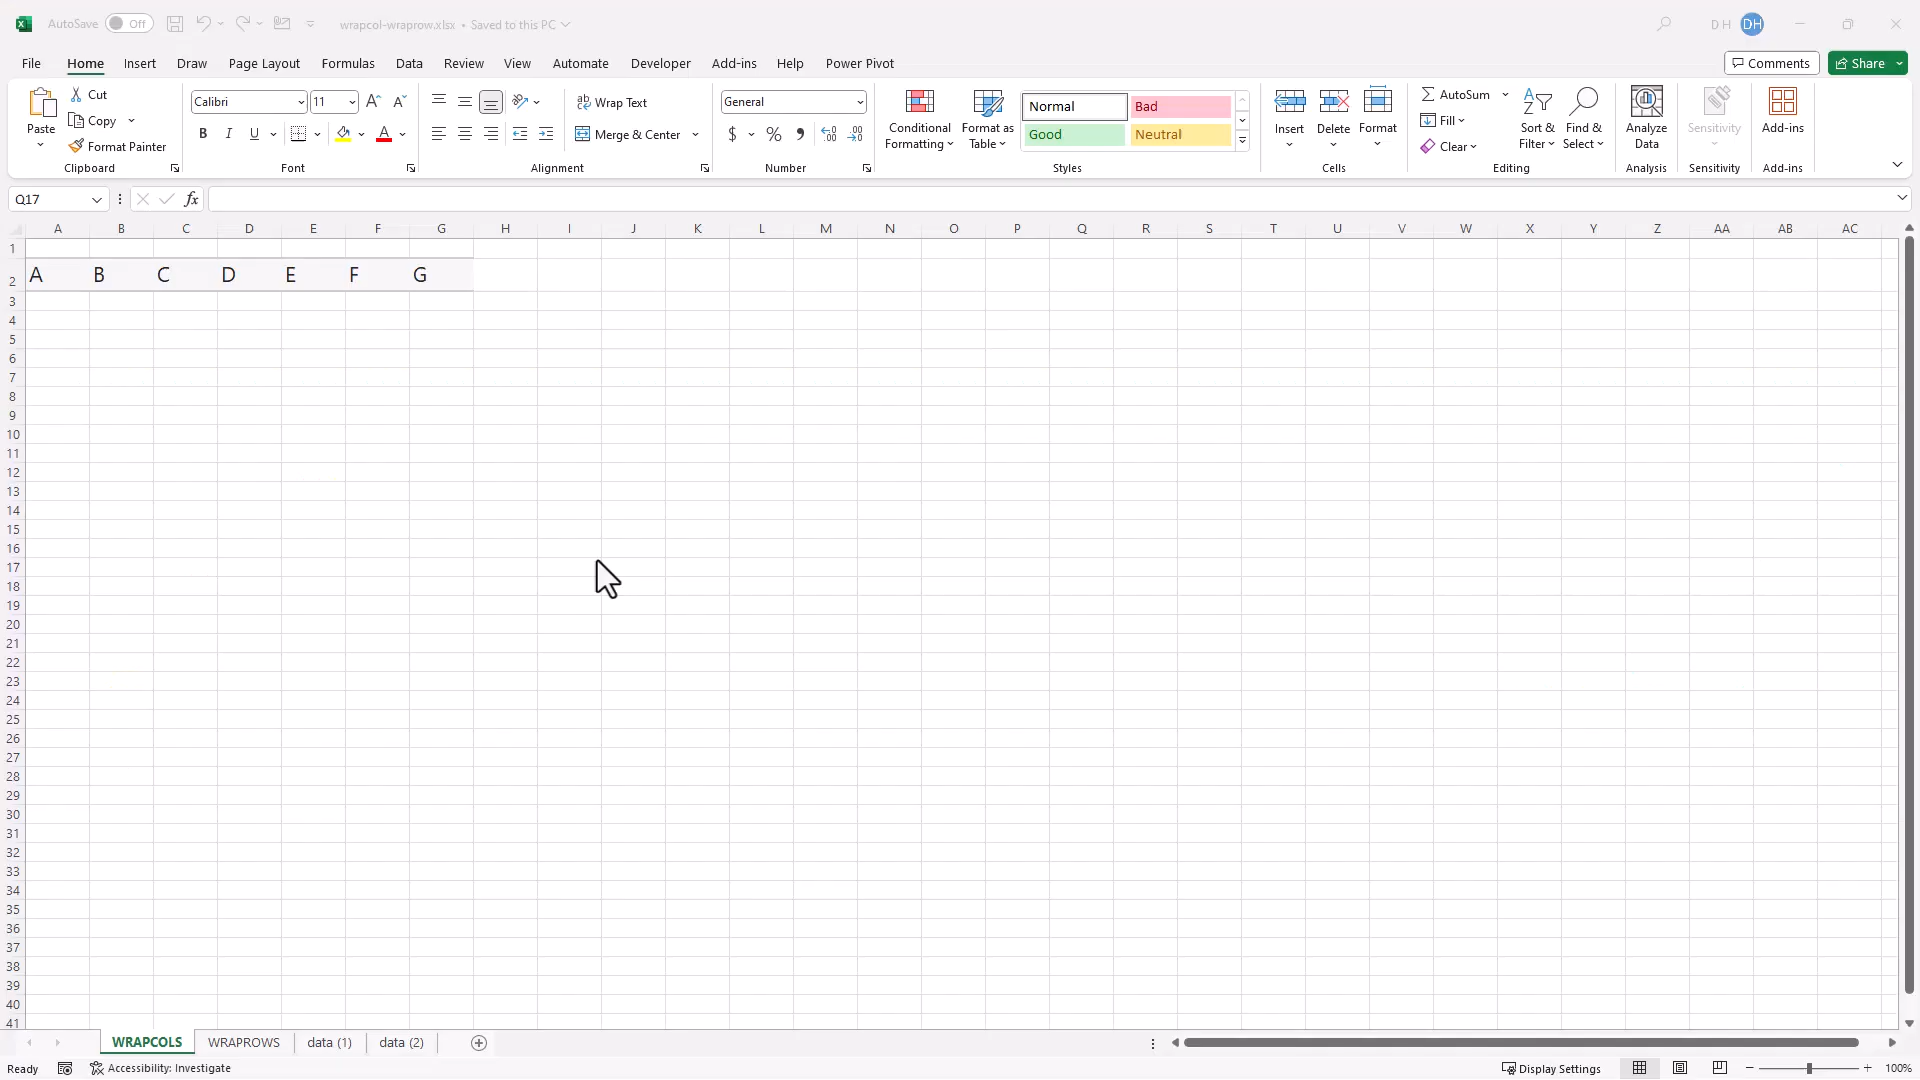 AutoSave Off wrapcol-wraprow.xlsx • Saved to this PC D H DH
File Home Insert Draw Page Layout Formulas Data Review View Automate Developer Add-ins Help Power Pivot Comments Share
Paste
Cut
Copy
Format Painter
Clipboard
Calibri 11
B I U A
Font
ab Wrap Text
Merge & Center
Alignment
General
$ % ,
Number
Conditional Formatting
Format as Table
Normal Bad
Good Neutral
Styles
Insert Delete Format
Cells
AutoSum
Fill
Clear
Sort & Filter
Find & Select
Editing
Analyze Data
Analysis
Sensitivity
Sensitivity
Add-ins
Add-ins
Q17 fx
A B C D E F G H I J K L M N O P Q R S T U V W X Y Z AA AB AC
1
2 A B C D E F G
3
4
5
6
7
8
9
10
11
12
13
14
15
16
17
18
19
20
21
22
23
24
25
26
27
28
29
30
31
32
33
34
35
36
37
38
39
40
41
WRAPCOLS WRAPROWS data (1) data (2)
Ready Accessibility: Investigate Display Settings 100%